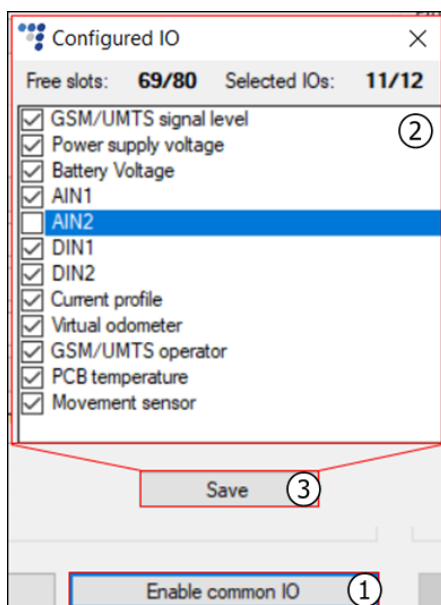 Configured IO
Free slots: 69/80 Selected IOs: 11/12
GSM/UMTS signal level
2
Power supply voltage
Battery Voltage
AIN1
AIN2
DIN1
DIN2
Current profile
Virtual odometer
GSM/UMTS operator
PCB temperature
Movement sensor
Save 3
Enable common IO 1